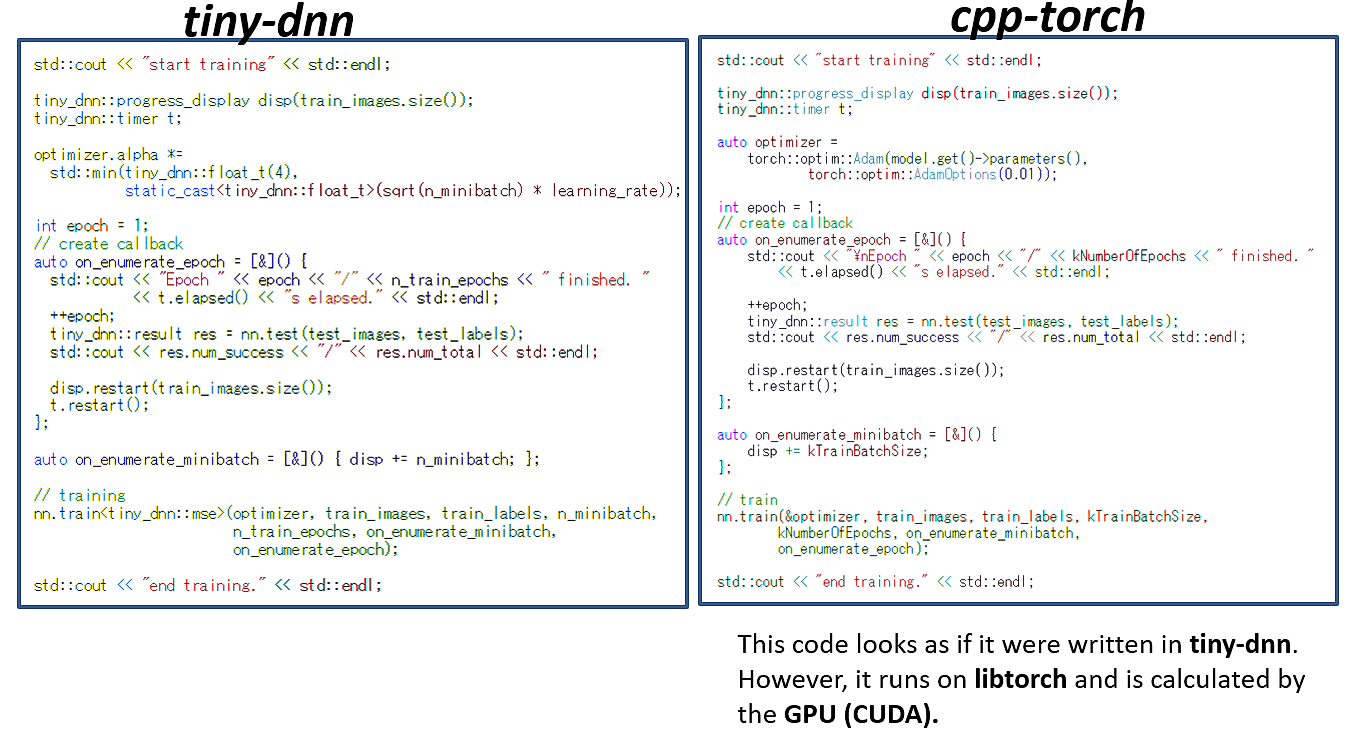 tiny-dnn
std::cout << "start training" << std::endl;
tiny_dnn::progress_display disp(train_images.size());
tiny_dnn::timer t;
optimizer.alpha *=
std::min(tiny_dnn::float_t(4),
static_cast<tiny_dnn::float_t>(sqrt(n_minibatch) * learning_rate));
int epoch = 1;
// create callback
auto on_enumerate_epoch = [&]() {
std::cout << "Epoch " << epoch << "/" << n_train_epochs << " finished. "
<< t.elapsed() << "s elapsed." << std::endl;
++epoch;
tiny_dnn::result res = nn.test(test_images, test_labels);
std::cout << res.num_success << "/" << res.num_total << std::endl;
disp.restart(train_images.size());
t.restart();
};
auto on_enumerate_minibatch = [&]() { disp += n_minibatch; };
// training
nn.train<tiny_dnn::mse>(optimizer, train_images, train_labels, n_minibatch,
n_train_epochs, on_enumerate_minibatch,
on_enumerate_epoch);
std::cout << "end training." << std::endl;
cpp-torch
std::cout << "start training" << std::endl;
tiny_dnn::progress_display disp(train_images.size());
tiny_dnn::timer t;
auto optimizer =
torch::optim::Adam(model.get()->parameters(),
torch::optim::AdamOptions(0.01));
int epoch = 1;
// create callback
auto on_enumerate_epoch = [&]() {
std::cout << "¥nEpoch " << epoch << "/" << kNumberOfEpochs << " finished. "
<< t.elapsed() << "s elapsed." << std::endl;
++epoch;
tiny_dnn::result res = nn.test(test_images, test_labels);
std::cout << res.num_success << "/" << res.num_total << std::endl;
disp.restart(train_images.size());
t.restart();
};
auto on_enumerate_minibatch = [&]() {
disp += kTrainBatchSize;
};
// train
nn.train(&optimizer, train_images, train_labels, kTrainBatchSize,
kNumberOfEpochs, on_enumerate_minibatch,
on_enumerate_epoch);
std::cout << "end training." << std::endl;
This code looks as if it were written in tiny-dnn.
However, it runs on libtorch and is calculated by
the GPU (CUDA).